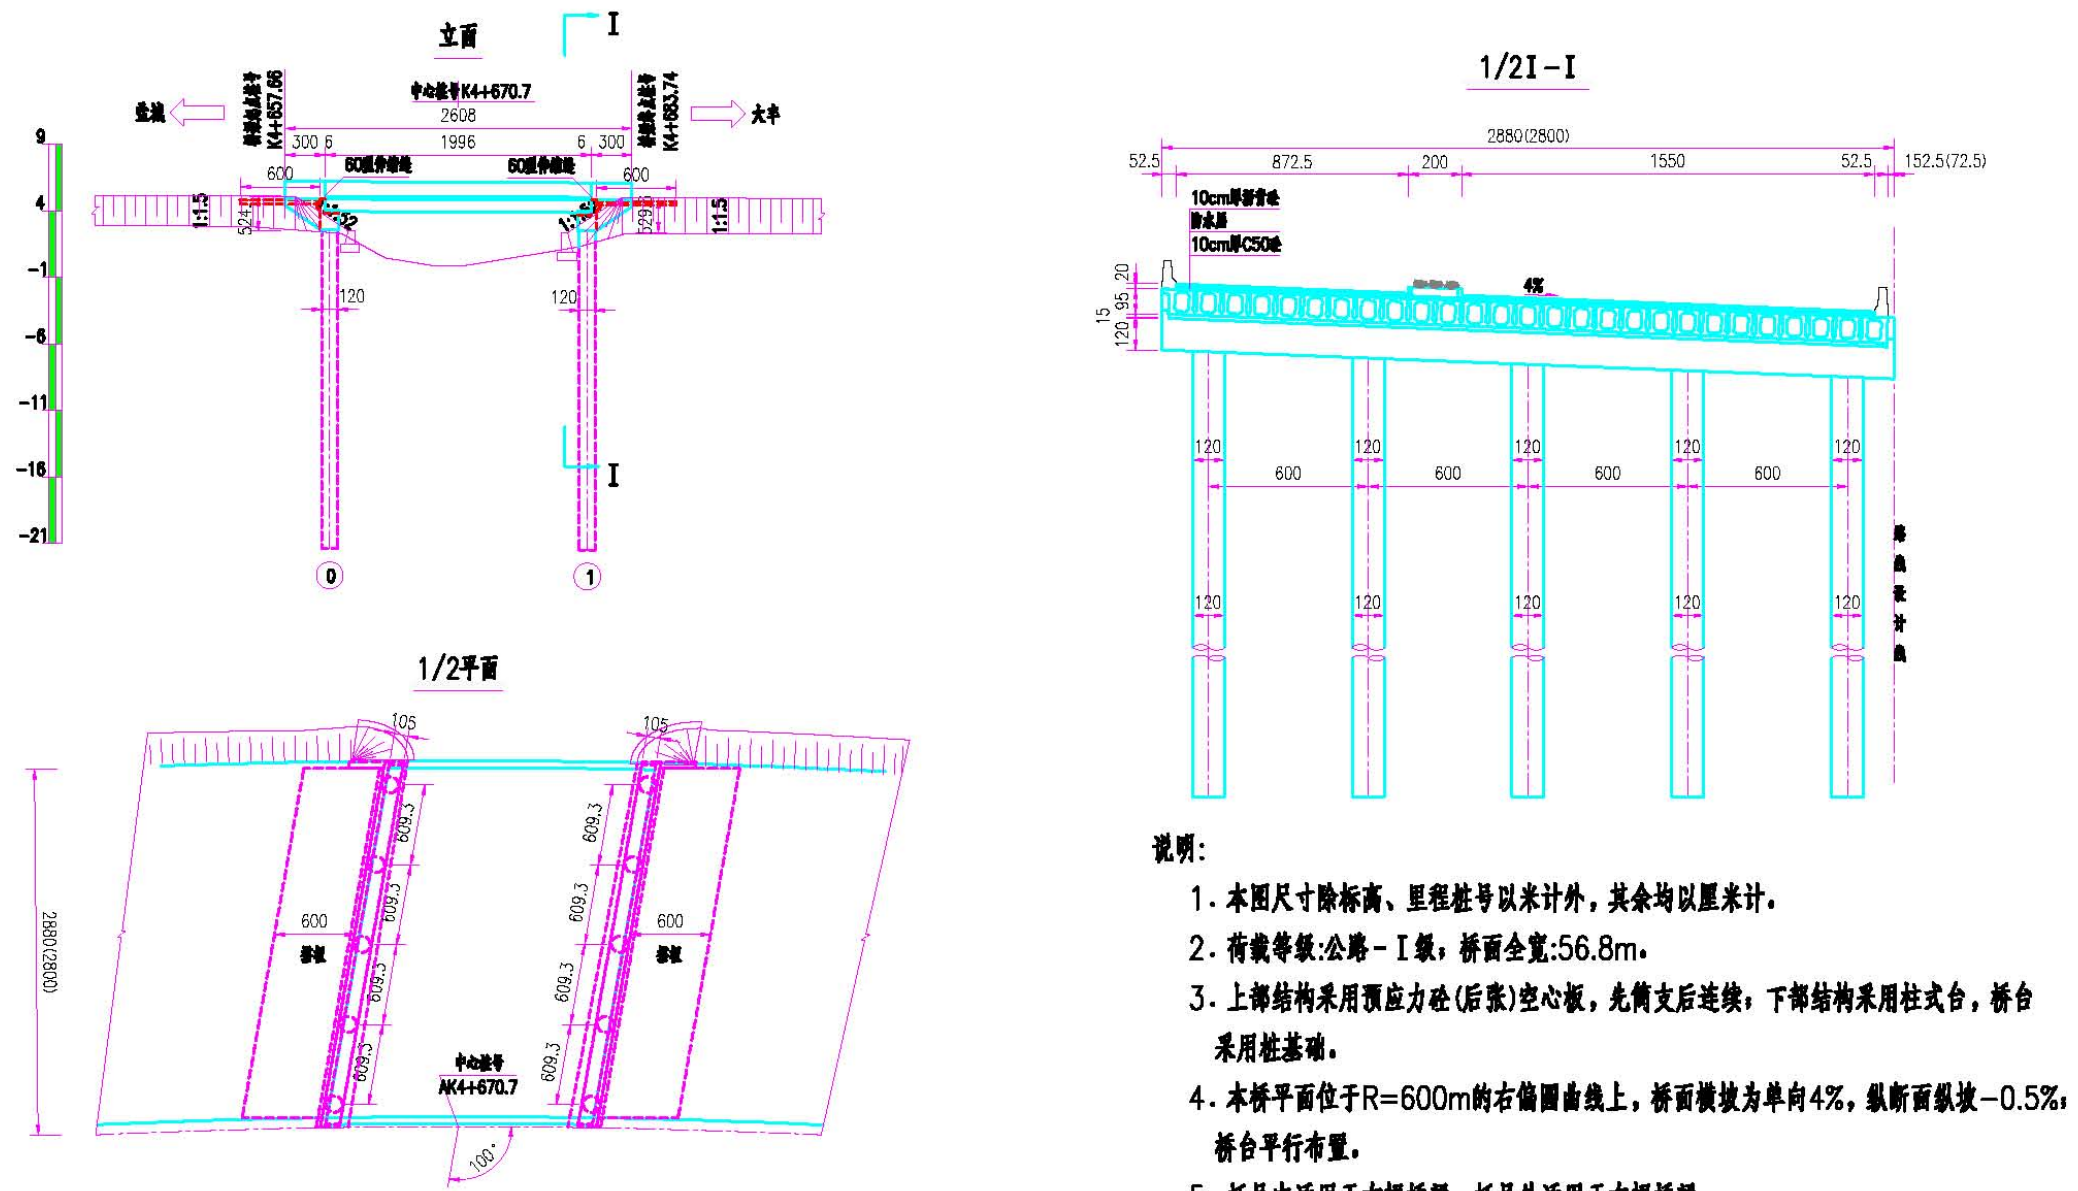 立面
I
中心桩号K4+670.7
桥梁起点桩号
K4+657.66
桥梁终点桩号
K4+683.74
盐城
大丰
2608
300
6
1996
6
300
60型伸缩缝
60型伸缩缝
600
600
9
4
-1
-6
-11
-16
-21
1:1.5
524
529.3
1:1.5
120
120
I
0
1
1/2平面
105
105
609.3
609.3
609.3
609.3
609.3
609.3
609.3
609.3
600
搭板
600
搭板
2880(2800)
中心桩号
AK4+670.7
100°
1/2I-I
2880(2800)
52.5
872.5
200
1550
52.5
152.5(72.5)
10cm厚沥青砼
防水层
10cm厚C50砼
20
95
15
120
4%
120
120
120
120
120
600
600
600
600
120
120
120
120
120
路线设计线
说明:
1. 本图尺寸除标高、里程桩号以米计外，其余均以厘米计。
2. 荷载等级:公路-I级；桥面全宽:56.8m。
3. 上部结构采用预应力砼(后张)空心板，先简支后连续；下部结构采用柱式台，桥台
采用桩基础。
4. 本桥平面位于R=600m的右偏圆曲线上，桥面横坡为单向4%，纵断面纵坡-0.5%；
桥台平行布置。